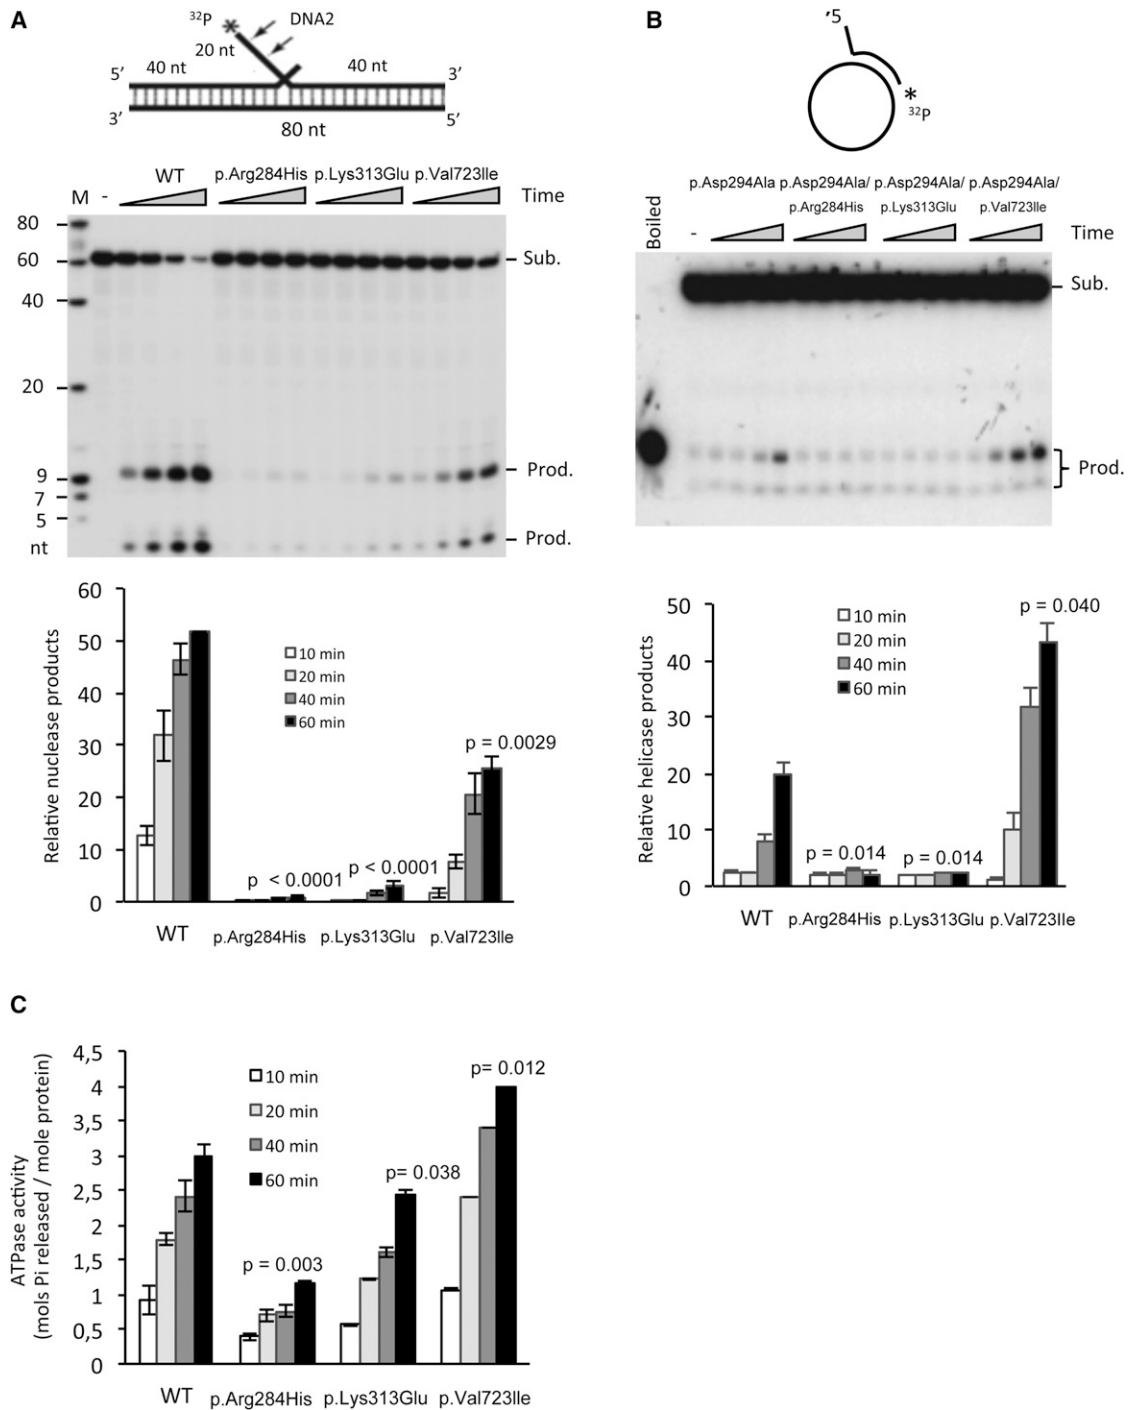 A
32P
DNA2
20 nt
40 nt
40 nt
5’
3’
3’
5’
80 nt
WT
p.Arg284His
p.Lys313Glu
p.Val723Ile
M
-
Time
80
60
40
20
9
7
5
nt
Sub.
Prod.
Prod.
Relative nuclease products
60
50
40
30
20
10
0
10 min
20 min
40 min
60 min
p < 0.0001
p < 0.0001
p = 0.0029
WT
p.Arg284His
p.Lys313Glu
p.Val723Ile
B
’5
*
32P
p.Asp294Ala
p.Asp294Ala/
p.Arg284His
p.Asp294Ala/
p.Lys313Glu
p.Asp294Ala/
p.Val723Ile
Boiled
-
Time
Sub.
Prod.
Relative helicase products
50
40
30
20
10
0
10 min
20 min
40 min
60 min
p = 0.014
p = 0.014
p = 0.040
WT
p.Arg284His
p.Lys313Glu
p.Val723Ile
C
ATPase activity
(mols Pi released / mole protein)
4,5
4
3,5
3
2,5
2
1,5
1
0,5
0
10 min
20 min
40 min
60 min
p = 0.003
p= 0.038
p= 0.012
WT
p.Arg284His
p.Lys313Glu
p.Val723Ile